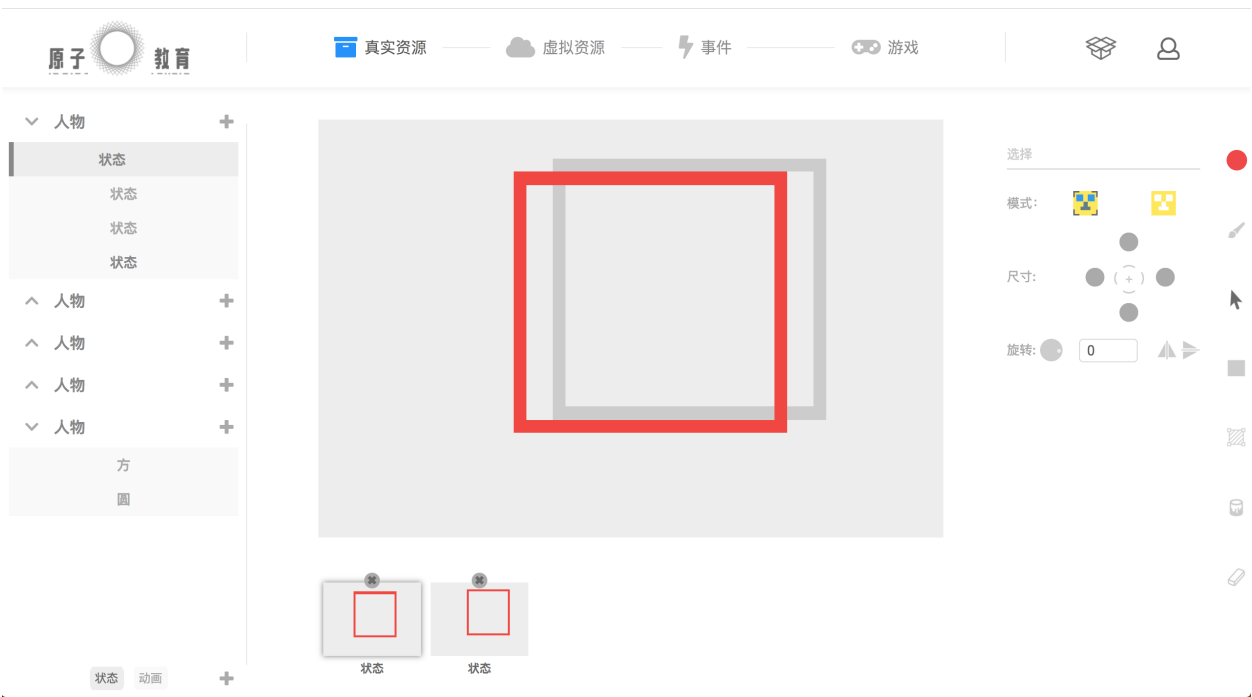 原子 教育
真实资源
虚拟资源
事件
游戏
人物
状态
状态
状态
状态
人物
人物
人物
人物
方
圆
状态 动画
状态
状态
选择
模式:
尺寸:
旋转: 0